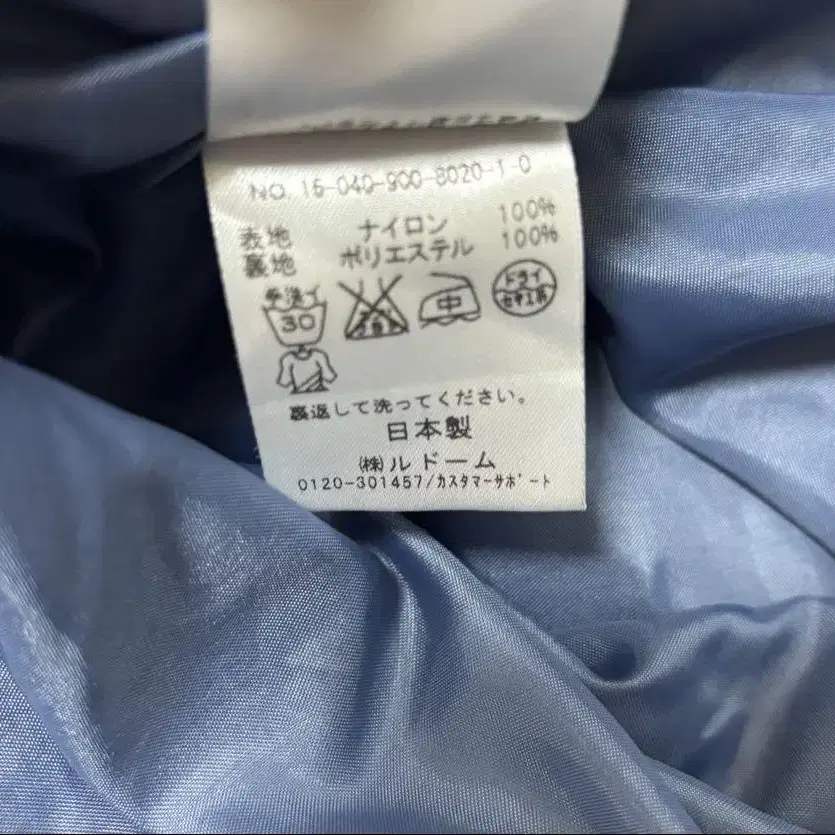 NO. 16-040-900-8020-1-0
表地 ナイロン 100%
裏地 ポリエステル 100%
手洗イ
30
中
ドライ
セキユ系
裏返して洗ってください。
日本製
㈱ルドーム
0120-301457/カスタマーサポート